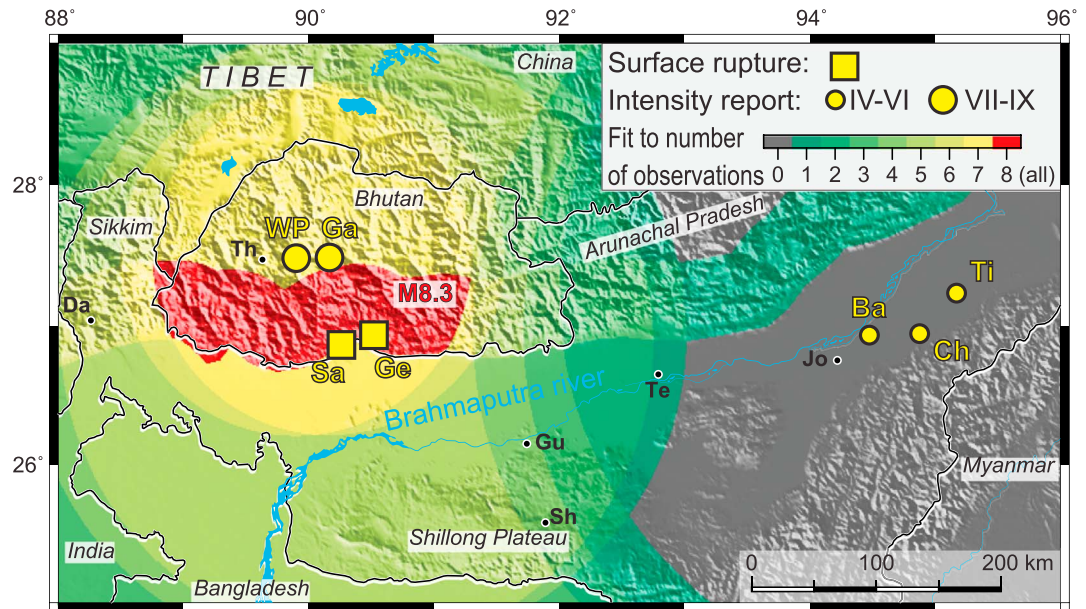 88˚ 90˚ 92˚ 94˚ 96˚
TIBET
China
Surface rupture:
Intensity report: IV-VI VII-IX
Fit to number
of observations 0 1 2 3 4 5 6 7 8 (all)
28˚
Bhutan
Sikkim
Arunachal Pradesh
WP Ga
Th
M8.3
Ti
Da
Ba
Ch
Jo
Sa Ge
Te
Brahmaputra river
Gu
26˚
Myanmar
Sh
Shillong Plateau
India
Bangladesh
0 100 200 km